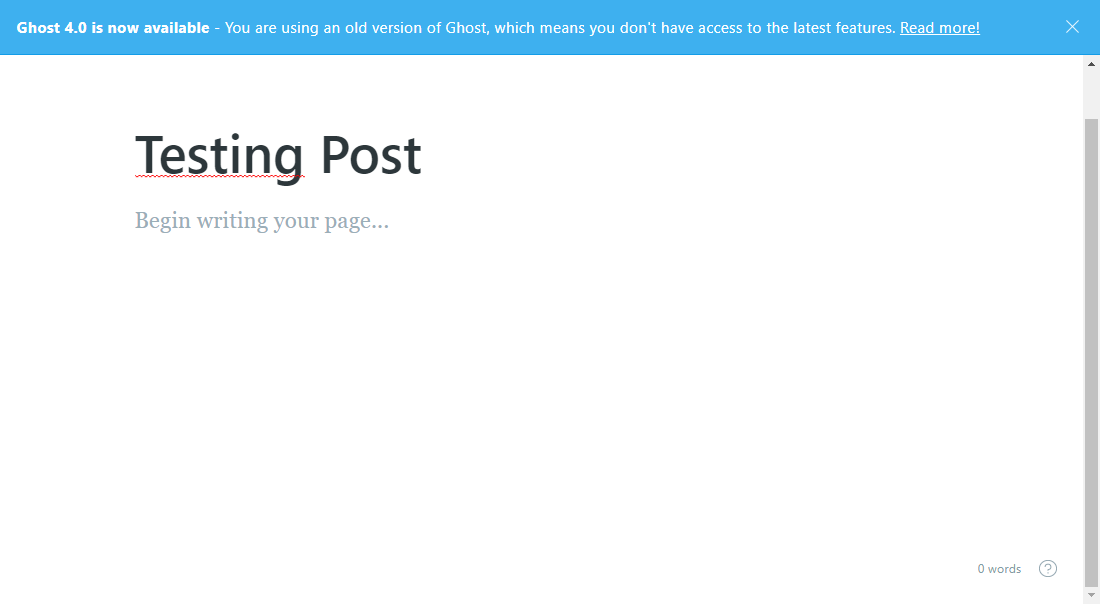 Ghost 4.0 is now available - You are using an old version of Ghost, which means you don't have access to the latest features. Read more!
Testing Post
Begin writing your page...
0 words
?